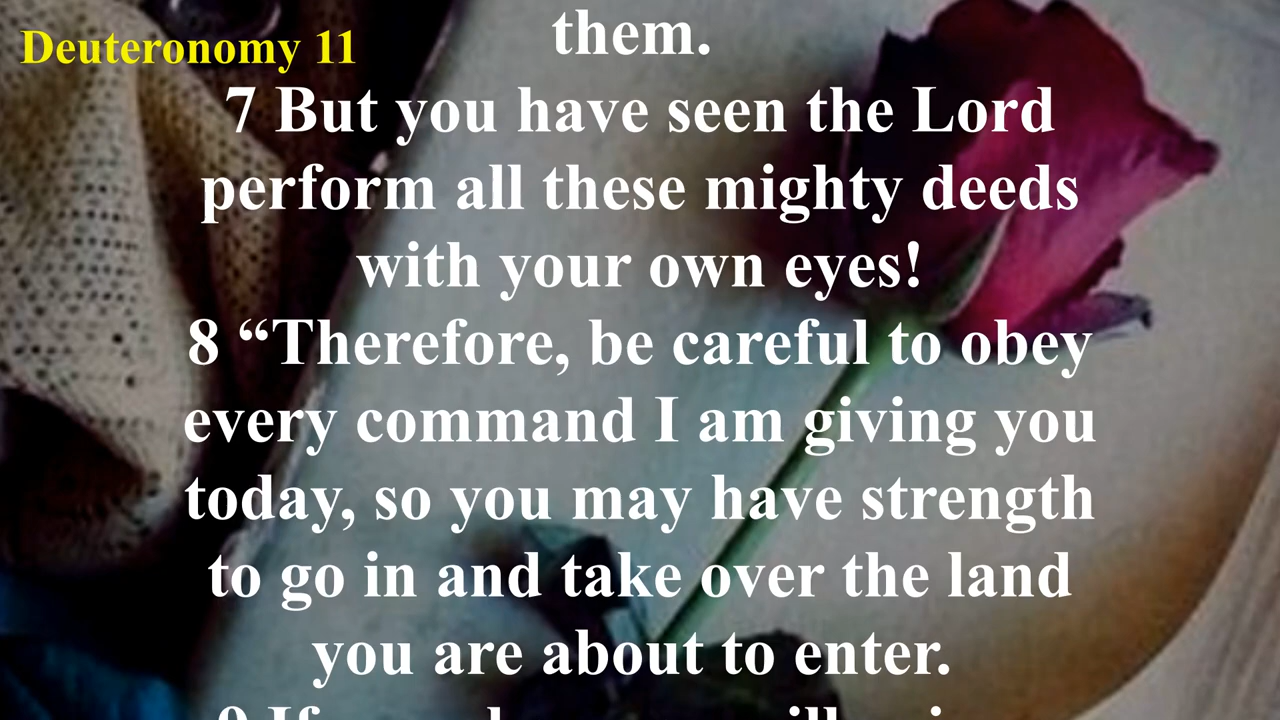 them.
Deuteronomy 11
7 But you have seen the Lord
perform all these mighty deeds
with your own eyes!
8 “Therefore, be careful to obey
every command I am giving you
today, so you may have strength
to go in and take over the land
you are about to enter.
9 If